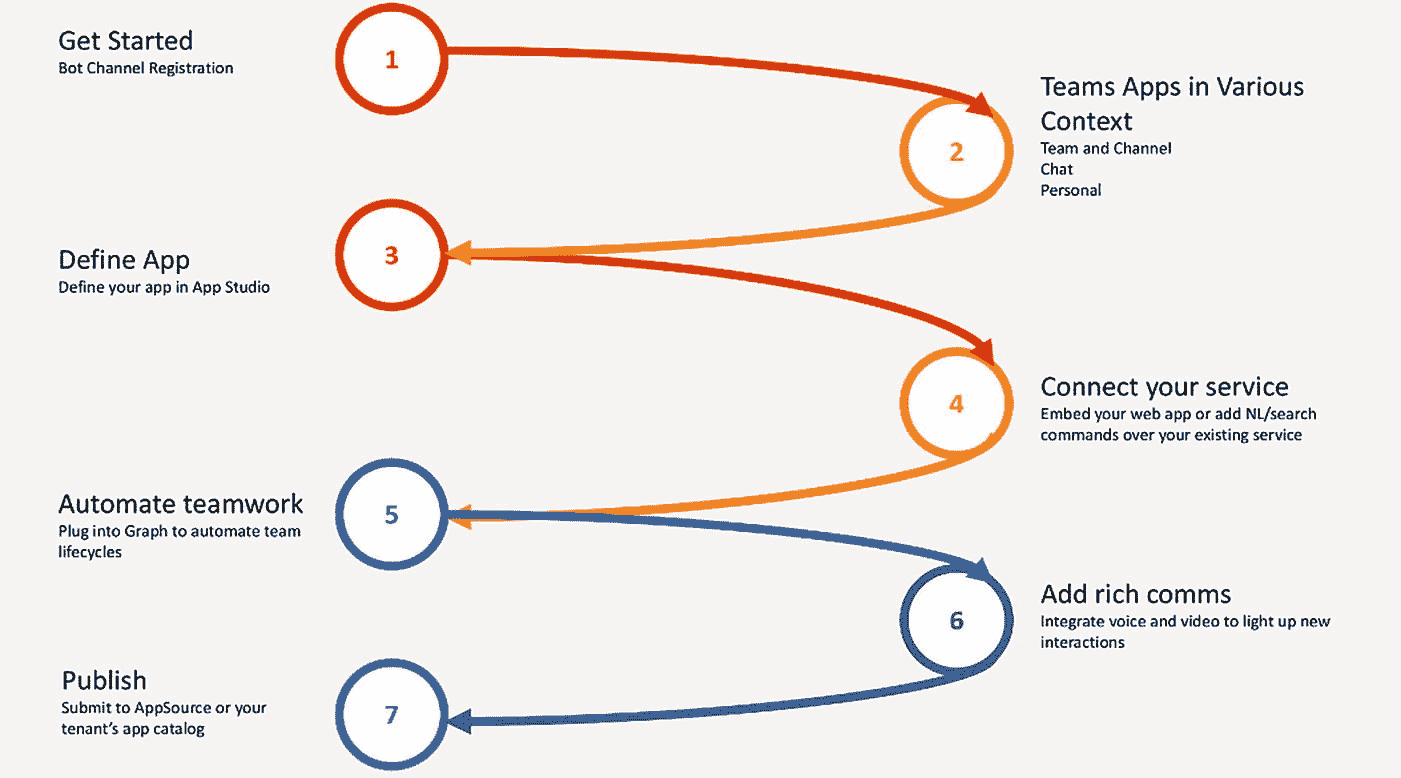 Get Started
Bot Channel Registration
1
2
Teams Apps in Various
Context
Team and Channel
Chat
Personal
3
Define App
Define your app in App Studio
4
Connect your service
Embed your web app or add NL/search
commands over your existing service
5
Automate teamwork
Plug into Graph to automate team
lifecycles
6
Add rich comms
Integrate voice and video to light up new
interactions
7
Publish
Submit to AppSource or your
tenant's app catalog